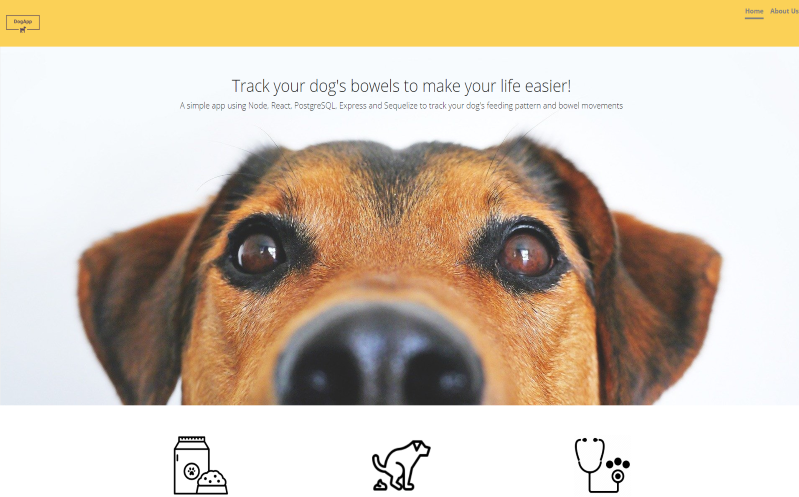 DogApp
Home About Us
Track your dog's bowels to make your life easier!
A simple app using Node, React, PostgreSQL, Express and Sequelize to track your dog's feeding pattern and bowel movements